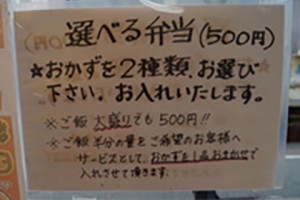 選べる弁当(500円)
★おかずを2種類、お選び
下さい。お入れいたします。
※ご飯 大盛りでも500円!!
※ご飯 半分の量をご希望のお客様へ
サービスとして、おかずを1品おまかせで
入れさせて頂きます。